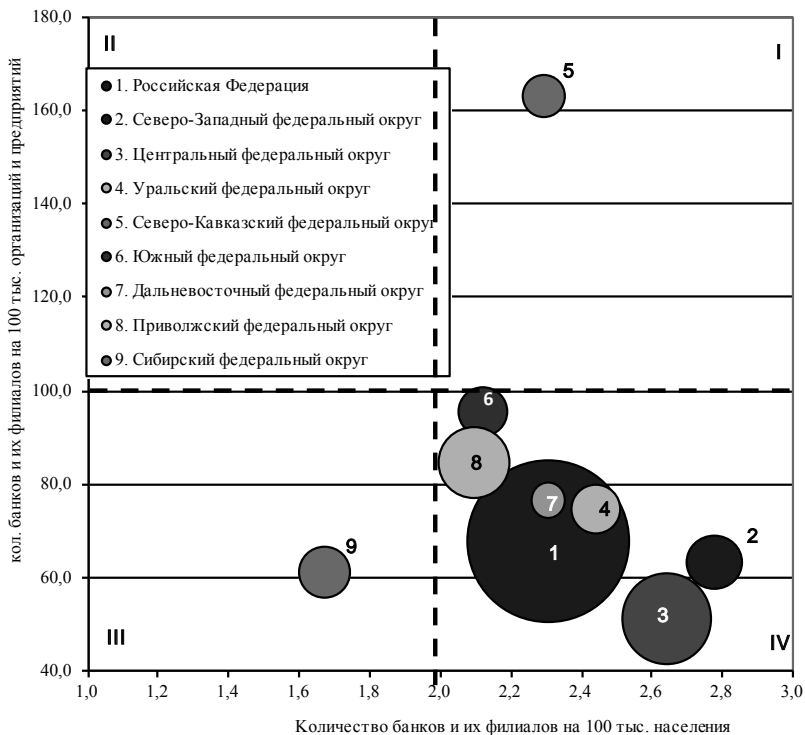 180,0
II
I
1. Российская Федерация
5
160,0
2. Северо-Западный федеральный округ
3. Центральный федеральный округ
4. Уральский федеральный округ
140,0
5. Северо-Кавказский федеральный округ
6. Южный федеральный округ
7. Дальневосточный федеральный округ
120,0
8. Приволжский федеральный округ
9. Сибирский федеральный округ
100,0
6
8
80,0
7
4
2
9
1
60,0
3
III
IV
40,0
1,0 1,2 1,4 1,6 1,8 2,0 2,2 2,4 2,6 2,8 3,0
кол. банков и их филиалов на 100 тыс. организаций и предприятий
Количество банков и их филиалов на 100 тыс. населения